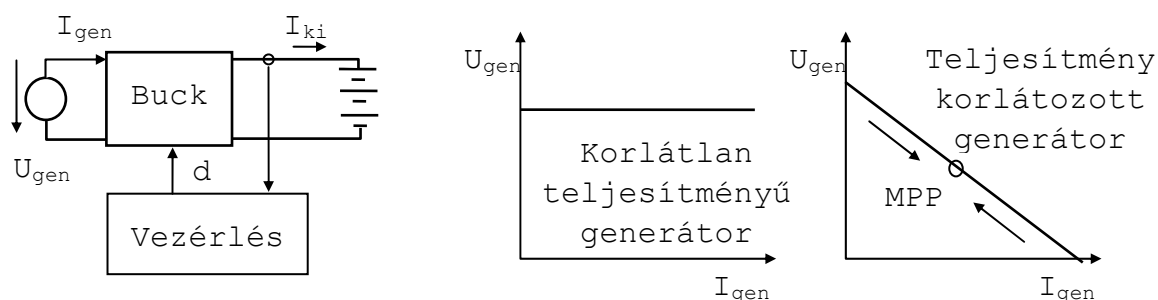 I_gen
I_ki
Buck
U_gen
d
Vezérlés
U_gen
Korlátlan
teljesítményű
generátor
I_gen
U_gen
Teljesítmény
korlátozott
generátor
MPP
I_gen